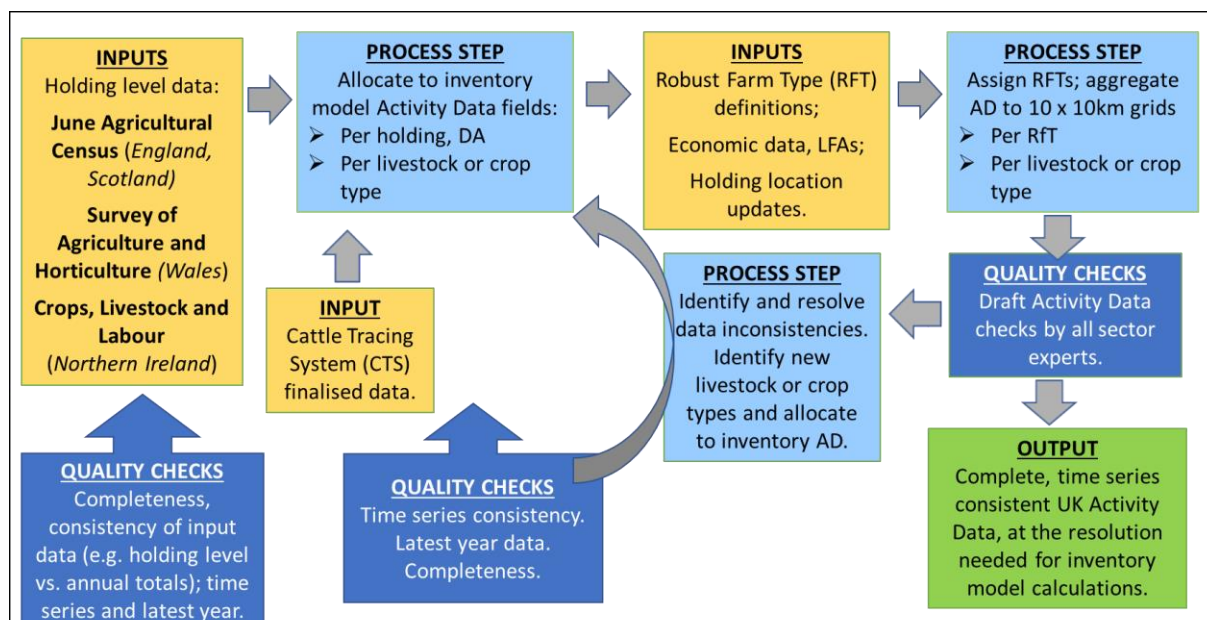 INPUTS
Holding level data:
June Agricultural
Census (England,
Scotland)
Survey of
Agriculture and
Horticulture (Wales)
Crops, Livestock and
Labour
(Northern Ireland)
PROCESS STEP
Allocate to inventory
model Activity Data fields:
➢ Per holding, DA
➢ Per livestock or crop
type
INPUTS
Robust Farm Type (RFT)
definitions;
Economic data, LFAs;
Holding location
updates.
PROCESS STEP
Assign RFTs; aggregate
AD to 10 x 10km grids
➢ Per RfT
➢ Per livestock or crop
type
INPUT
Cattle Tracing
System (CTS)
finalised data.
PROCESS STEP
Identify and resolve
data inconsistencies.
Identify new
livestock or crop
types and allocate
to inventory AD.
QUALITY CHECKS
Draft Activity Data
checks by all sector
experts.
QUALITY CHECKS
Completeness,
consistency of input
data (e.g. holding level
vs. annual totals); time
series and latest year.
QUALITY CHECKS
Time series consistency.
Latest year data.
Completeness.
OUTPUT
Complete, time series
consistent UK Activity
Data, at the resolution
needed for inventory
model calculations.